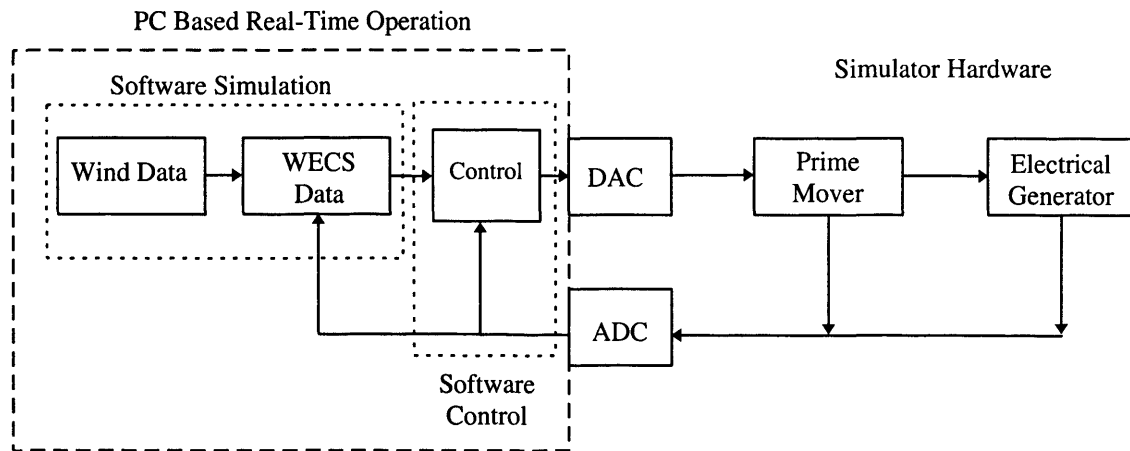 PC Based Real-Time Operation
Software Simulation
Simulator Hardware
Wind Data
WECS
Data
Control
DAC
Prime
Mover
Electrical
Generator
ADC
Software
Control